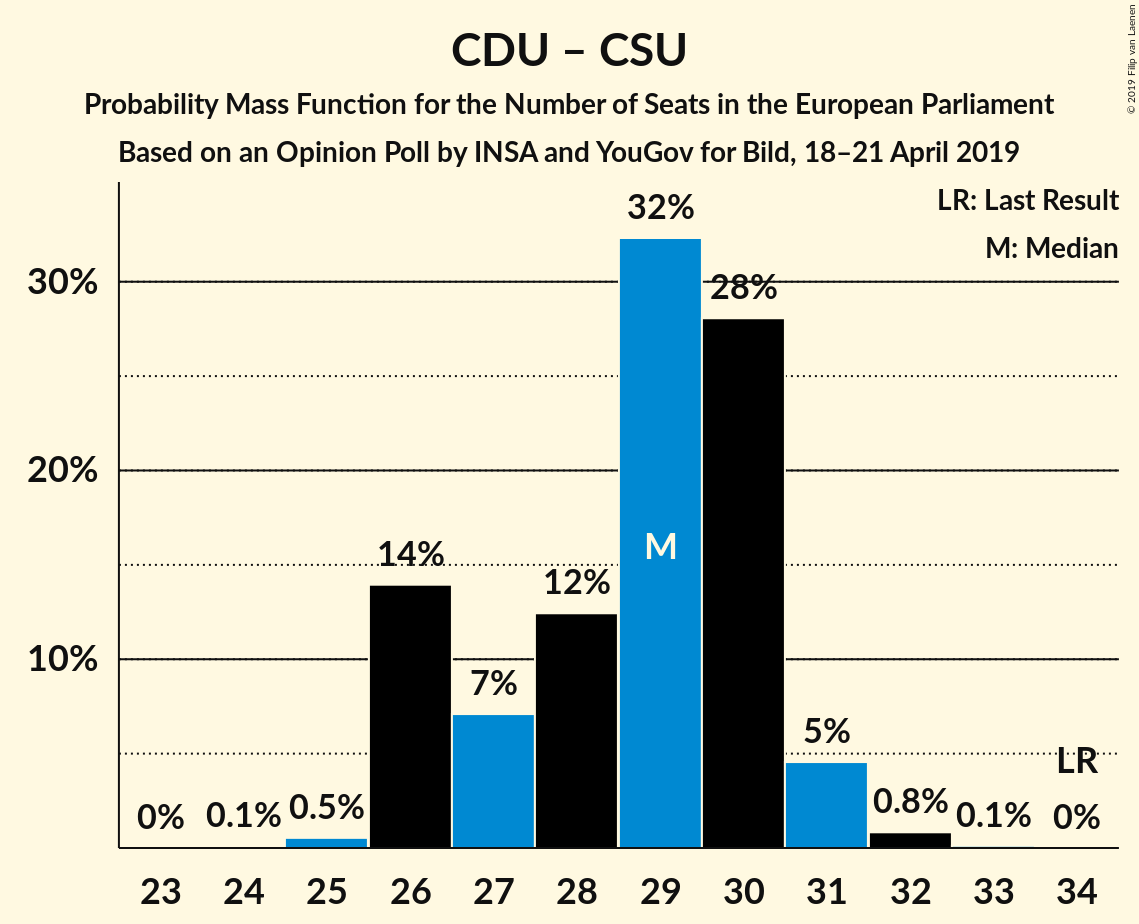 CDU – CSU
Probability Mass Function for the Number of Seats in the European Parliament
Based on an Opinion Poll by INSA and YouGov for Bild, 18–21 April 2019
© 2019 Filip van Laenen
LR: Last Result
M: Median
30%
20%
10%
0%
0.1%
0.5%
14%
7%
12%
32%
M
28%
5%
0.8%
0.1%
LR
0%
23 24 25 26 27 28 29 30 31 32 33 34